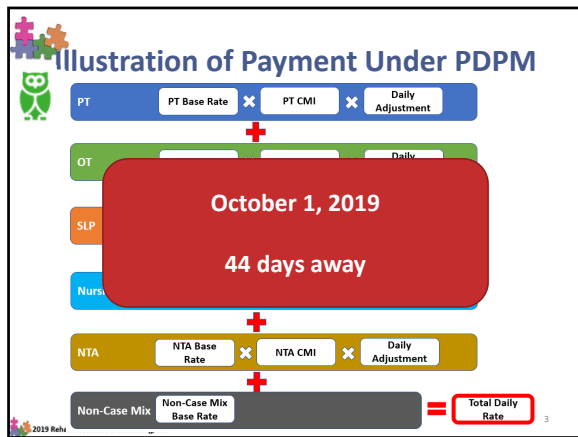 Illustration of Payment Under PDPM
PT
PT Base Rate
PT CMI
Daily
Adjustment
OT
Daily
SLP
October 1, 2019
44 days away
NTA
NTA Base
Rate
NTA CMI
Daily
Adjustment
Non-Case Mix
Non-Case Mix
Base Rate
Total Daily
Rate
2019
3